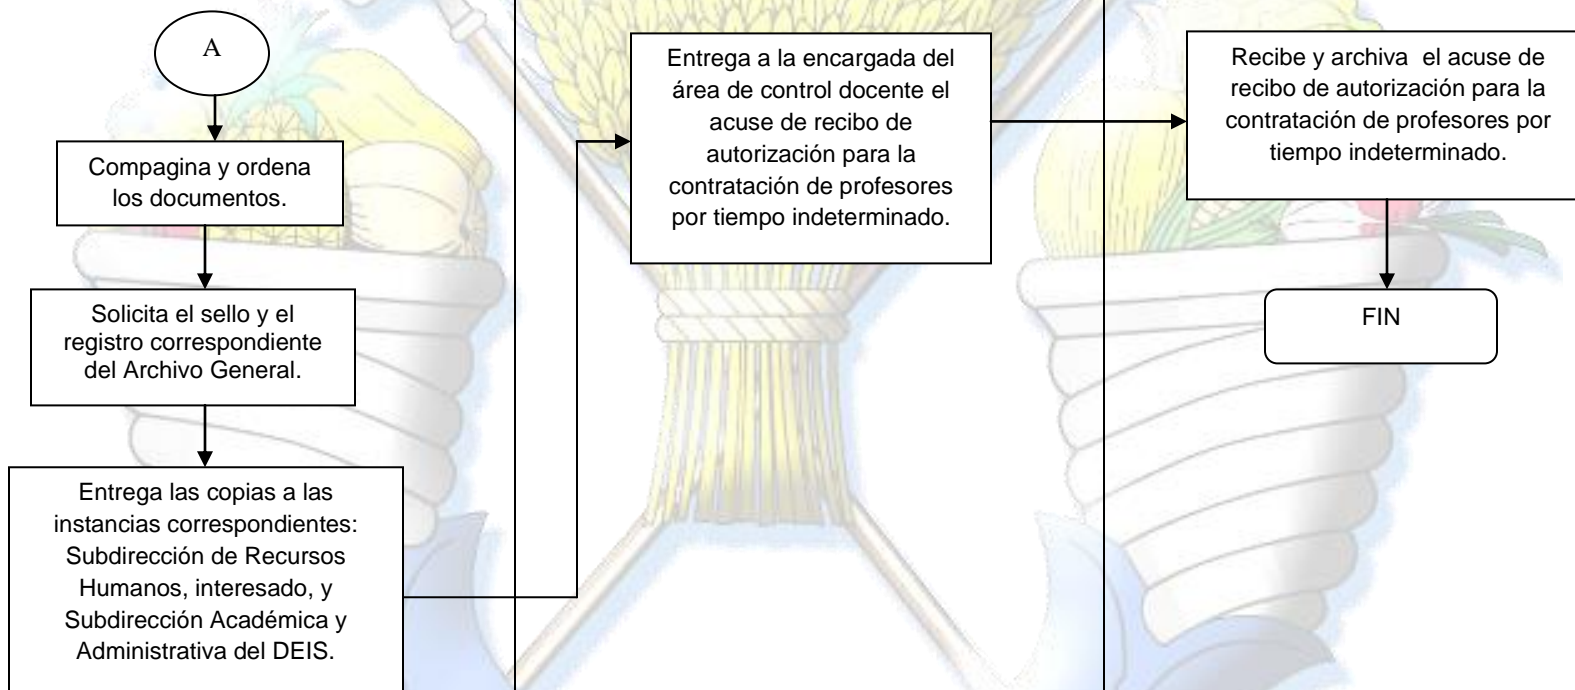 A
Compagina y ordena
los documentos.
Solicita el sello y el
registro correspondiente
del Archivo General.
Entrega las copias a las
instancias correspondientes:
Subdirección de Recursos
Humanos, interesado, y
Subdirección Académica y
Administrativa del DEIS.
Entrega a la encargada del
área de control docente el
acuse de recibo de
autorización para la
contratación de profesores
por tiempo indeterminado.
Recibe y archiva el acuse de
recibo de autorización para la
contratación de profesores por
tiempo indeterminado.
FIN